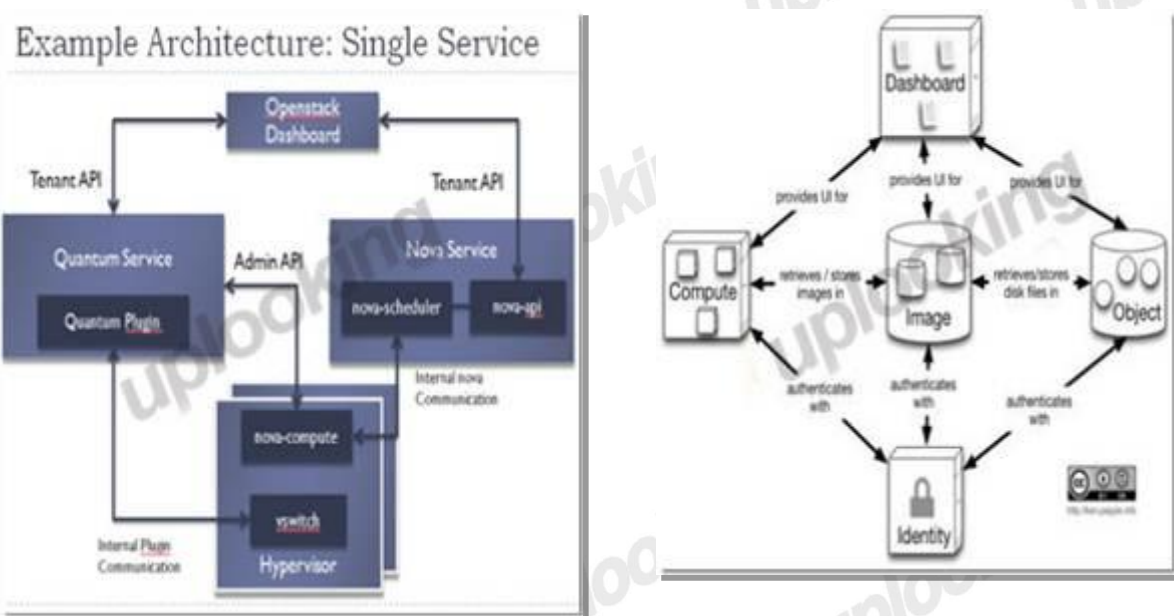 Example Architecture: Single Service
Openstack
Dashboard
Tenant API
Tenant API
Quantum Service
Quantum Plugin
Admin API
Nova Service
nova-scheduler
nova-api
Internal nova
Communication
nova-compute
vswitch
Hypervisor
Internal Plugin
Communication
Dashboard
provides UI for
provides UI for
provides UI for
Compute
retrieves / stores
images in
Image
retrieves/stores
disk files in
Object
authenticates
with
authenticates
with
authenticates
with
Identity
uplooking
uplooking